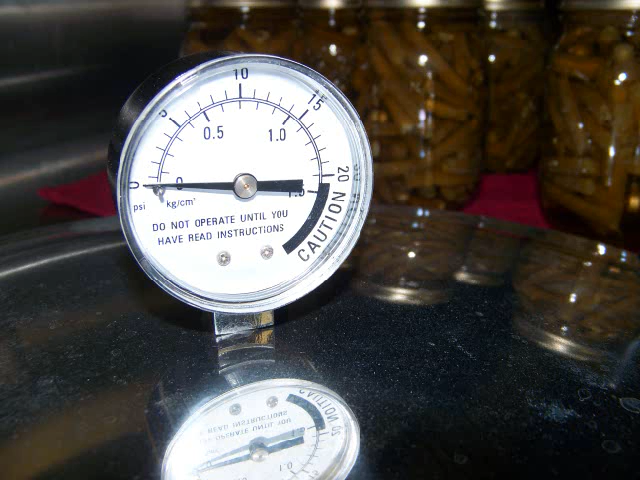 10
5 15
0.5 1.0
0 0 1.5 20
psi kg/cm²
DO NOT OPERATE UNTIL YOU
HAVE READ INSTRUCTIONS
CAUTION